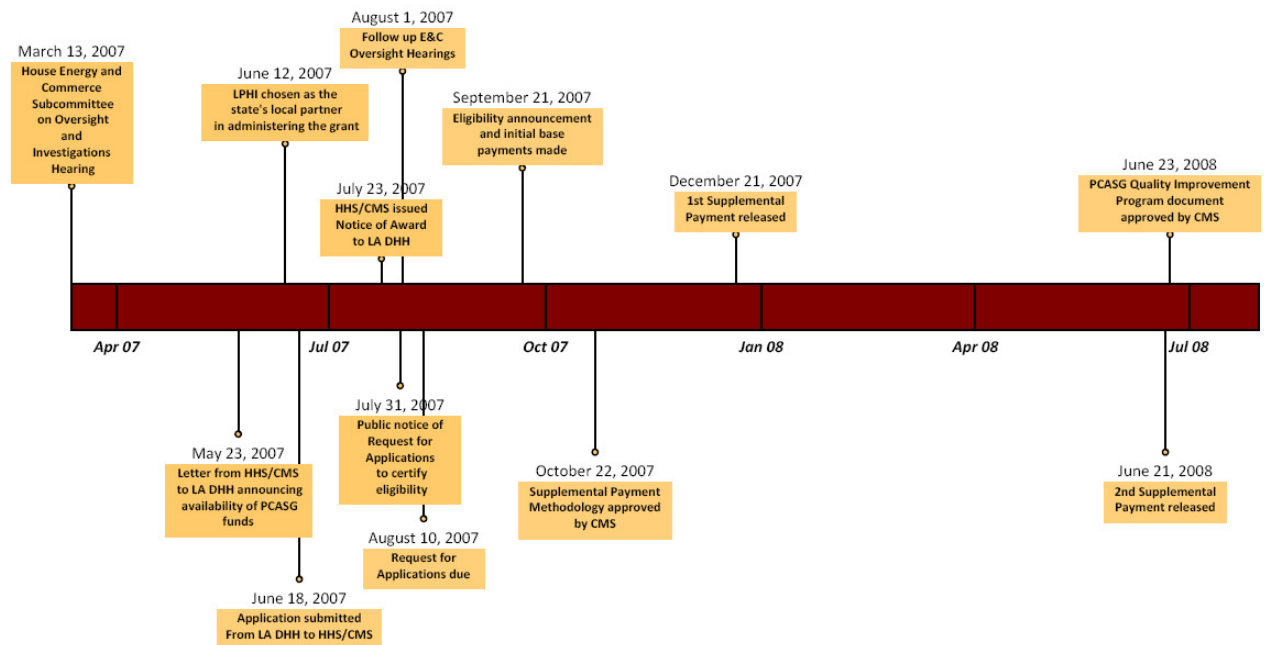 March 13, 2007
House Energy and
Commerce
Subcommittee
on Oversight
and
Investigations
Hearing
June 12, 2007
LPHI chosen as the
state's local partner
in administering the grant
August 1, 2007
Follow up E&C
Oversight Hearings
July 23, 2007
HHS/CMS issued
Notice of Award
to LA DHH
September 21, 2007
Eligibility announcement
and initial base
payments made
December 21, 2007
1st Supplemental
Payment released
June 23, 2008
PCASG Quality Improvement
Program document
approved by CMS
Apr 07
Jul 07
Oct 07
Jan 08
Apr 08
Jul 08
May 23, 2007
Letter from HHS/CMS
to LA DHH announcing
availability of PCASG
funds
June 18, 2007
Application submitted
From LA DHH to HHS/CMS
July 31, 2007
Public notice of
Request for
Applications
to certify
eligibility
August 10, 2007
Request for
Applications due
October 22, 2007
Supplemental Payment
Methodology approved
by CMS
June 21, 2008
2nd Supplemental
Payment released